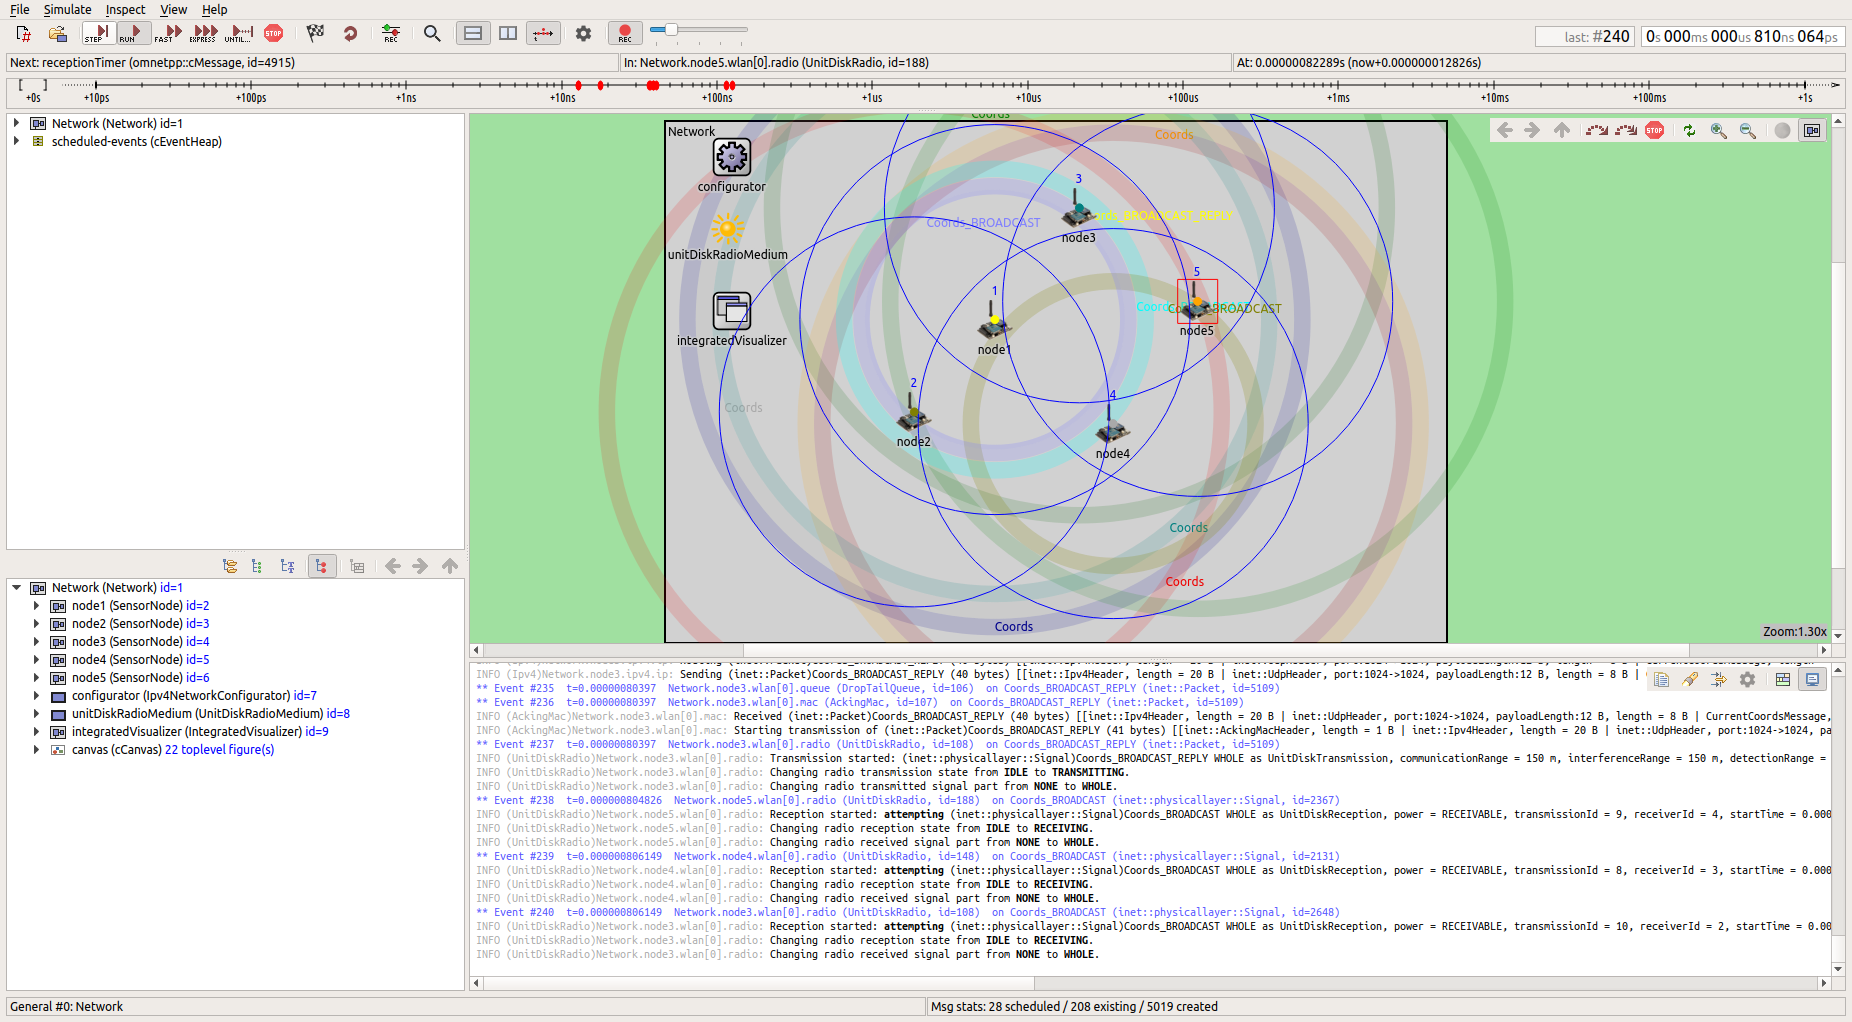 File Simulate Inspect View Help
STEP RUN FAST EXPRESS UNTIL... STOP REC REC
last: #240 0s 000ms 000us 810ns 064ps
Next: receptionTimer (omnetpp::cMessage, id=4915) In: Network.node5.wlan[0].radio (UnitDiskRadio, id=188) At: 0.00000082289s (now+0.000000012826s)
+0s +10ps +100ps +1ns +10ns +100ns +1us +10us +100us +1ms +10ms +100ms +1s
Network (Network) id=1
scheduled-events (cEventHeap)
Network (Network) id=1
node1 (SensorNode) id=2
node2 (SensorNode) id=3
node3 (SensorNode) id=4
node4 (SensorNode) id=5
node5 (SensorNode) id=6
configurator (Ipv4NetworkConfigurator) id=7
unitDiskRadioMedium (UnitDiskRadioMedium) id=8
integratedVisualizer (IntegratedVisualizer) id=9
canvas (cCanvas) 22 toplevel figure(s)
Coords
Network
Coords
STOP
configurator
3
Coords_BROADCAST
ords_BROADCAST_REPLY
node3
unitDiskRadioMedium
5
1
BROADCAST
node5
integratedVisualizer
node1
2
4
Coords
node2
node4
Coords
Coords
Coords
Zoom:1.30x
INFO (Ipv4)Network.node3.ipv4.ip: Sending (inet::Packet)Coords_BROADCAST_REPLY (40 bytes) [[inet::Ipv4Header, length = 20 B | inet::UdpHeader, port:1024->1024, payloadLength:12 B, length = 8 B |
** Event #235 t=0.00000080397 Network.node3.wlan[0].queue (DropTailQueue, id=106) on Coords_BROADCAST_REPLY (inet::Packet, id=5109)
** Event #236 t=0.00000080397 Network.node3.wlan[0].mac (AckingMac, id=107) on Coords_BROADCAST_REPLY (inet::Packet, id=5109)
INFO (AckingMac)Network.node3.wlan[0].mac: Received (inet::Packet)Coords_BROADCAST_REPLY (40 bytes) [[inet::Ipv4Header, length = 20 B | inet::UdpHeader, port:1024->1024, payloadLength:12 B, length = 8 B | CurrentCoordsMessage,
INFO (AckingMac)Network.node3.wlan[0].mac: Starting transmission of (inet::Packet)Coords_BROADCAST_REPLY (41 bytes) [[inet::AckingMacHeader, length = 1 B | inet::Ipv4Header, length = 20 B | inet::UdpHeader, port:1024->1024, pa
** Event #237 t=0.00000080397 Network.node3.wlan[0].radio (UnitDiskRadio, id=108) on Coords_BROADCAST_REPLY (inet::Packet, id=5109)
INFO (UnitDiskRadio)Network.node3.wlan[0].radio: Transmission started: (inet::physicallayer::Signal)Coords_BROADCAST_REPLY WHOLE as UnitDiskTransmission, communicationRange = 150 m, interferenceRange = 150 m, detectionRange =
INFO (UnitDiskRadio)Network.node3.wlan[0].radio: Changing radio transmission state from IDLE to TRANSMITTING.
INFO (UnitDiskRadio)Network.node3.wlan[0].radio: Changing radio transmitted signal part from NONE to WHOLE.
** Event #238 t=0.000000804826 Network.node5.wlan[0].radio (UnitDiskRadio, id=188) on Coords_BROADCAST (inet::physicallayer::Signal, id=2367)
INFO (UnitDiskRadio)Network.node5.wlan[0].radio: Reception started: attempting (inet::physicallayer::Signal)Coords_BROADCAST WHOLE as UnitDiskReception, power = RECEIVABLE, transmissionId = 9, receiverId = 4, startTime = 0.000
INFO (UnitDiskRadio)Network.node5.wlan[0].radio: Changing radio reception state from IDLE to RECEIVING.
INFO (UnitDiskRadio)Network.node5.wlan[0].radio: Changing radio received signal part from NONE to WHOLE.
** Event #239 t=0.000000806149 Network.node4.wlan[0].radio (UnitDiskRadio, id=148) on Coords_BROADCAST (inet::physicallayer::Signal, id=2131)
INFO (UnitDiskRadio)Network.node4.wlan[0].radio: Reception started: attempting (inet::physicallayer::Signal)Coords_BROADCAST WHOLE as UnitDiskReception, power = RECEIVABLE, transmissionId = 8, receiverId = 3, startTime = 0.000
INFO (UnitDiskRadio)Network.node4.wlan[0].radio: Changing radio reception state from IDLE to RECEIVING.
INFO (UnitDiskRadio)Network.node4.wlan[0].radio: Changing radio received signal part from NONE to WHOLE.
** Event #240 t=0.000000806149 Network.node3.wlan[0].radio (UnitDiskRadio, id=108) on Coords_BROADCAST (inet::physicallayer::Signal, id=2648)
INFO (UnitDiskRadio)Network.node3.wlan[0].radio: Reception started: attempting (inet::physicallayer::Signal)Coords_BROADCAST WHOLE as UnitDiskReception, power = RECEIVABLE, transmissionId = 10, receiverId = 2, startTime = 0.00
INFO (UnitDiskRadio)Network.node3.wlan[0].radio: Changing radio reception state from IDLE to RECEIVING.
INFO (UnitDiskRadio)Network.node3.wlan[0].radio: Changing radio received signal part from NONE to WHOLE.
General #0: Network Msg stats: 28 scheduled / 208 existing / 5019 created